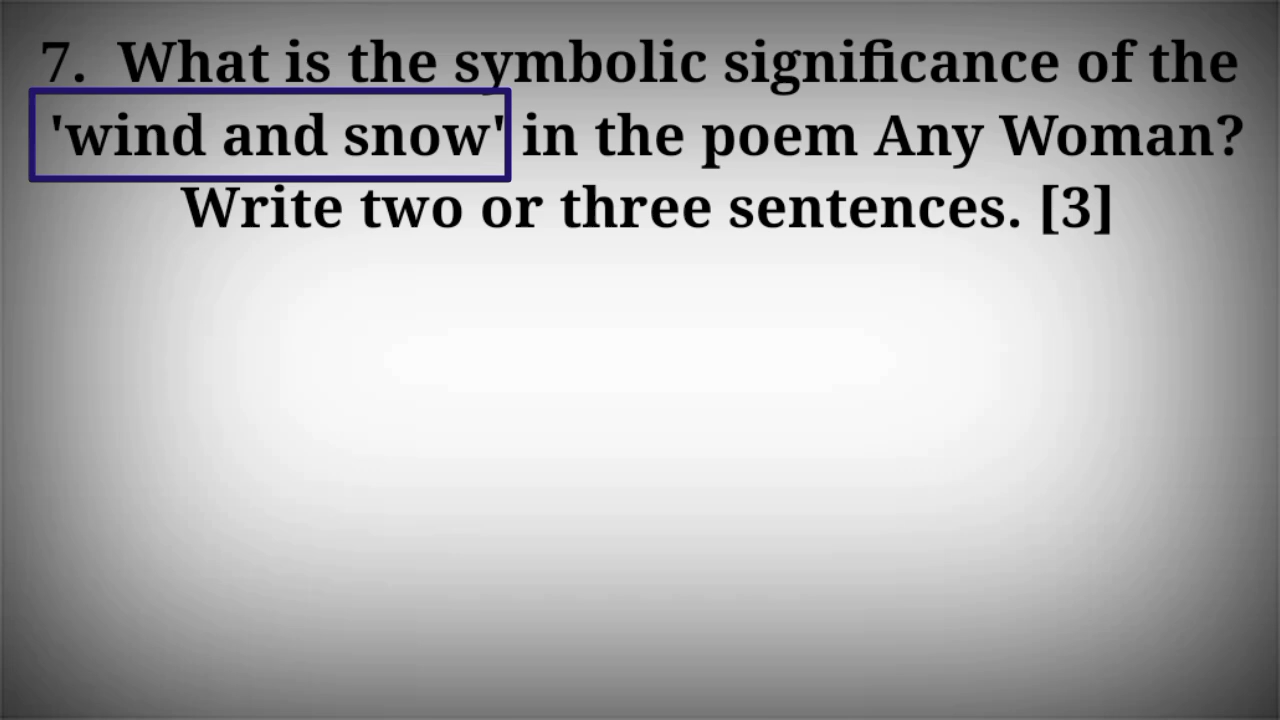 7. What is the symbolic significance of the
'wind and snow' in the poem Any Woman?
Write two or three sentences. [3]